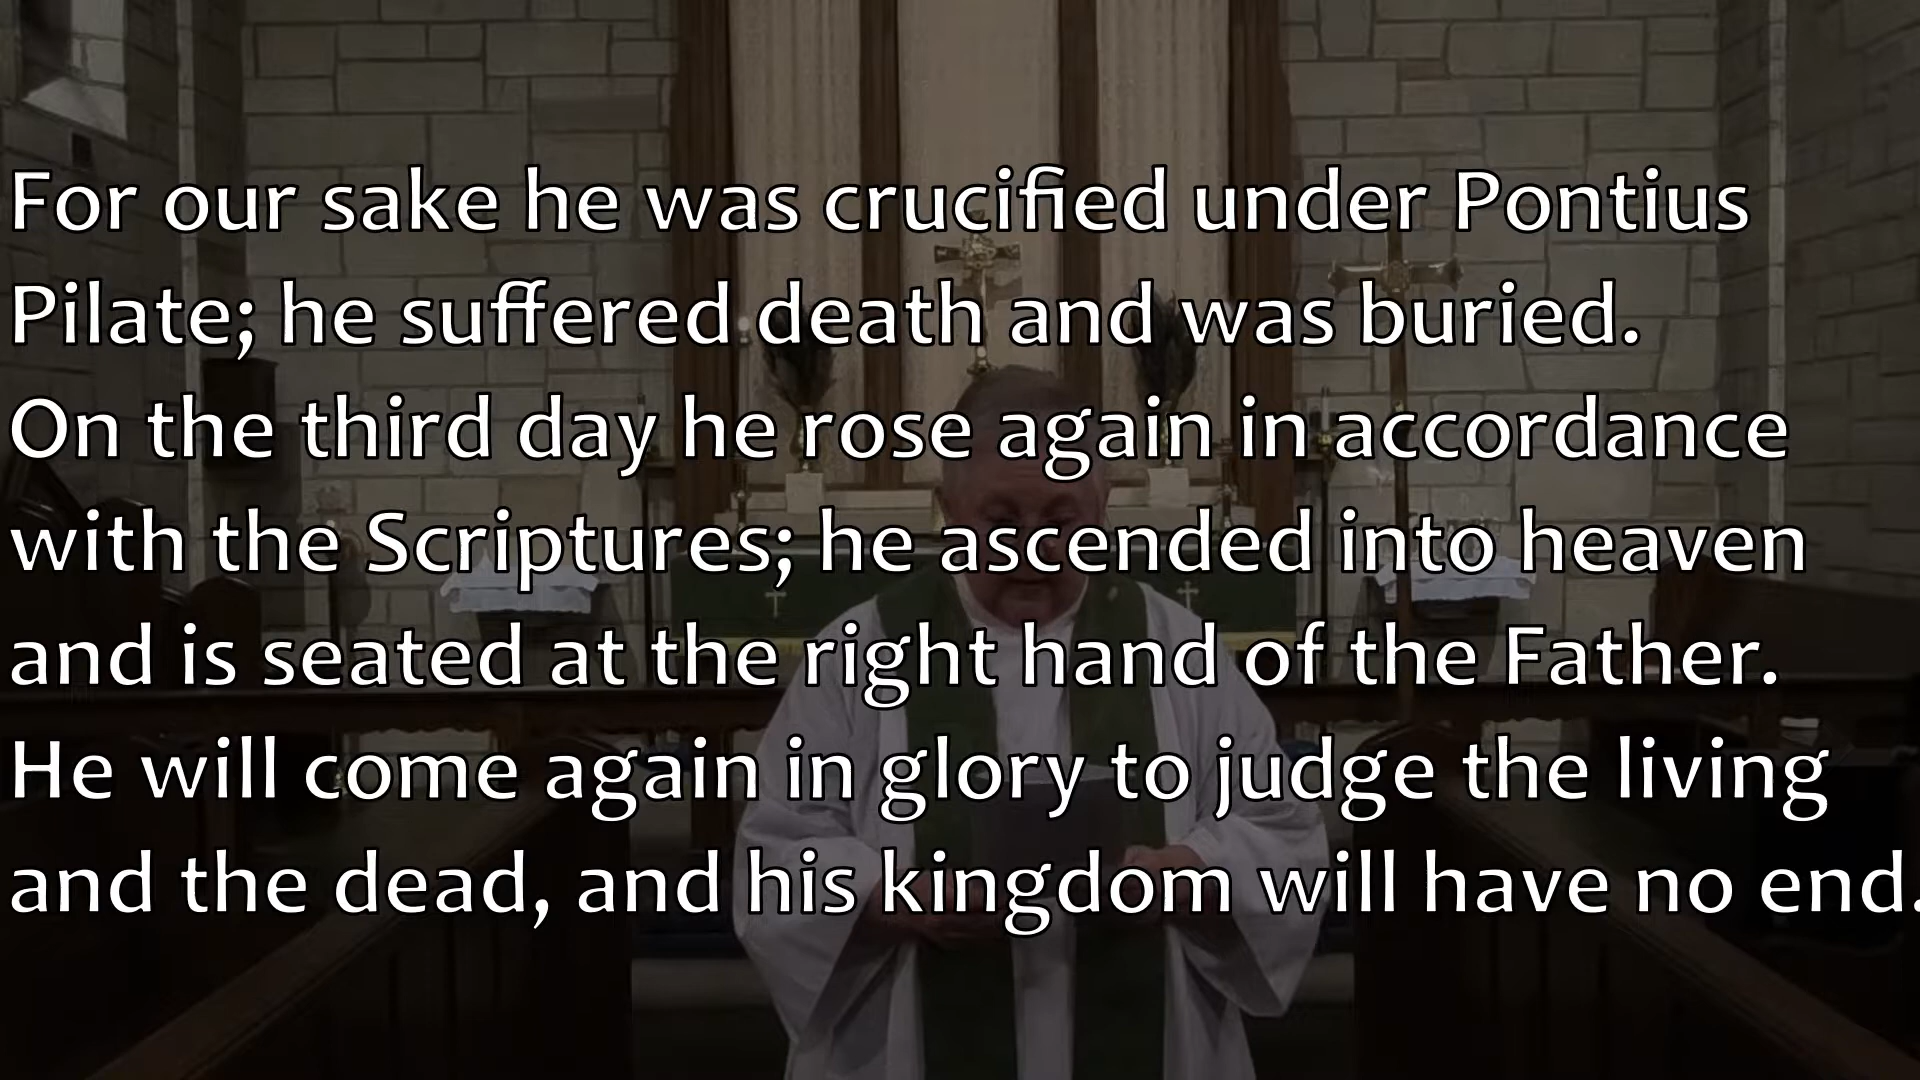 For our sake he was crucified under Pontius
Pilate; he suffered death and was buried.
On the third day he rose again in accordance
with the Scriptures; he ascended into heaven
and is seated at the right hand of the Father.
He will come again in glory to judge the living
and the dead, and his kingdom will have no end.